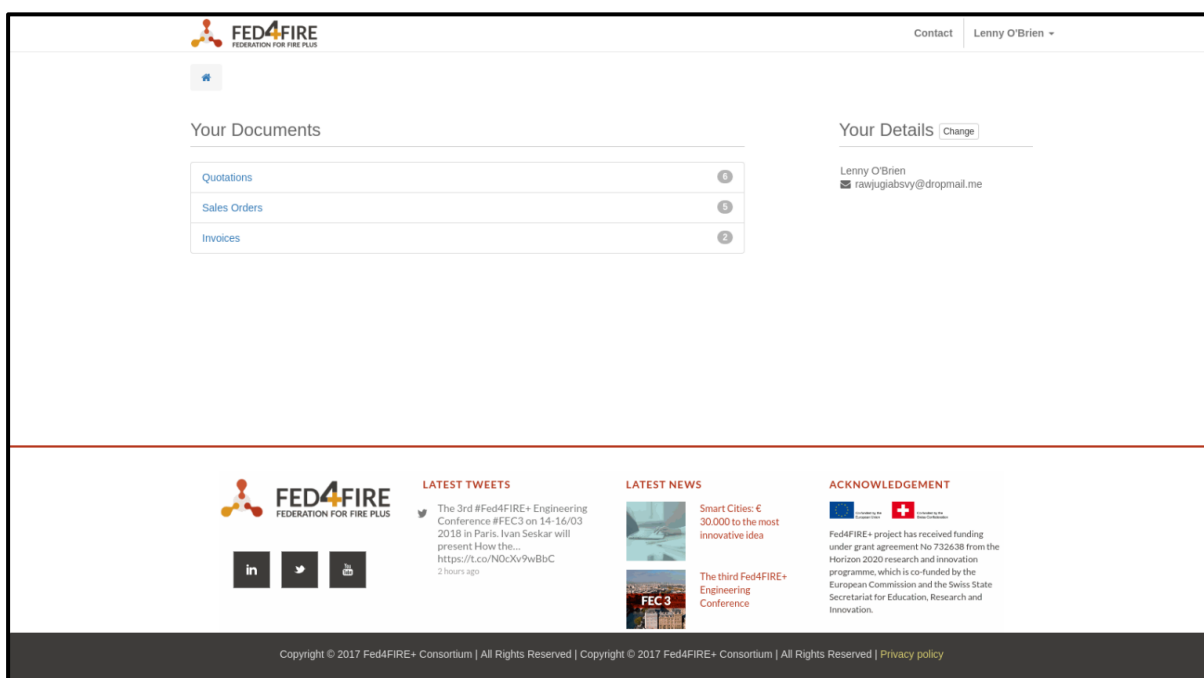 FED4FIRE
FEDERATION FOR FIRE PLUS
Contact
Lenny O'Brien
Your Documents
Quotations 6
Sales Orders 5
Invoices 2
Your Details Change
Lenny O'Brien
rawjugiabsvy@dropmail.me
FED4FIRE
FEDERATION FOR FIRE PLUS
in
You
LATEST TWEETS
The 3rd #Fed4FIRE+ Engineering
Conference #FEC3 on 14-16/03
2018 in Paris. Ivan Seskar will
present How the...
https://t.co/N0cXv9wBbC
2 hours ago
LATEST NEWS
Smart Cities: €
30.000 to the most
innovative idea
FEC 3
The third Fed4FIRE+
Engineering
Conference
ACKNOWLEDGEMENT
Fed4FIRE+ project has received funding
under grant agreement No 732638 from the
Horizon 2020 research and innovation
programme, which is co-funded by the
European Commission and the Swiss State
Secretariat for Education, Research and
Innovation.
Copyright © 2017 Fed4FIRE+ Consortium | All Rights Reserved | Copyright © 2017 Fed4FIRE+ Consortium | All Rights Reserved | Privacy policy